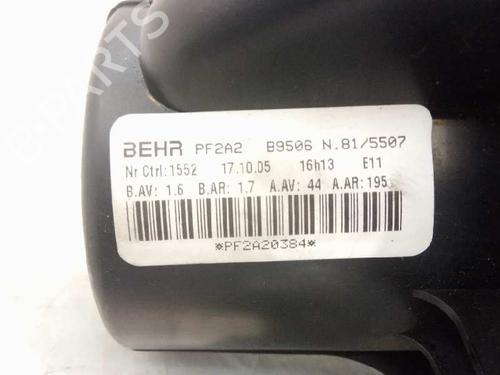 BEHR PF2A2 B9506 N.81/5507
Nr Ctrl:1552 17.10.05 16h13 E11
B.AV: 1.6 B.AR: 1.7 A.AV: 44 A.AR: 195
*PF2A20384*
B-PARTS